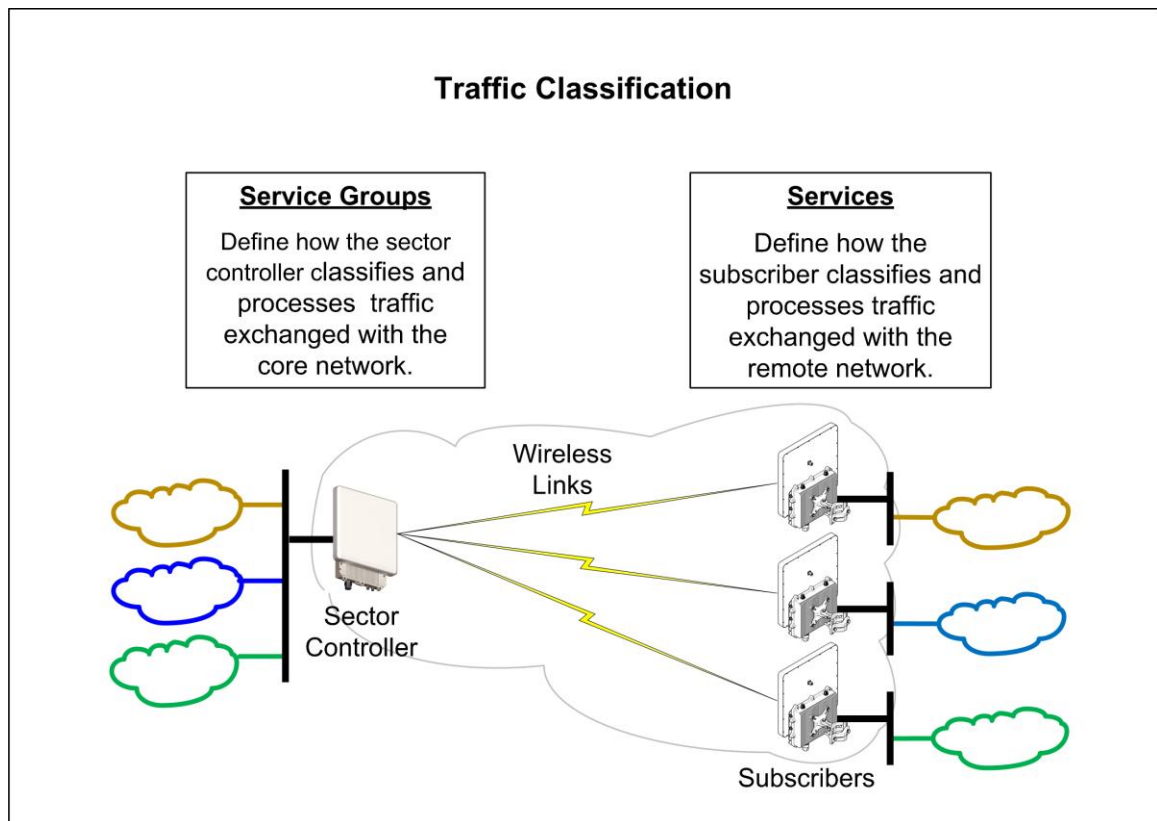 Traffic Classification
Service Groups
Define how the sector
controller classifies and
processes traffic
exchanged with the
core network.
Services
Define how the
subscriber classifies and
processes traffic
exchanged with the
remote network.
Wireless
Links
Sector
Controller
Subscribers